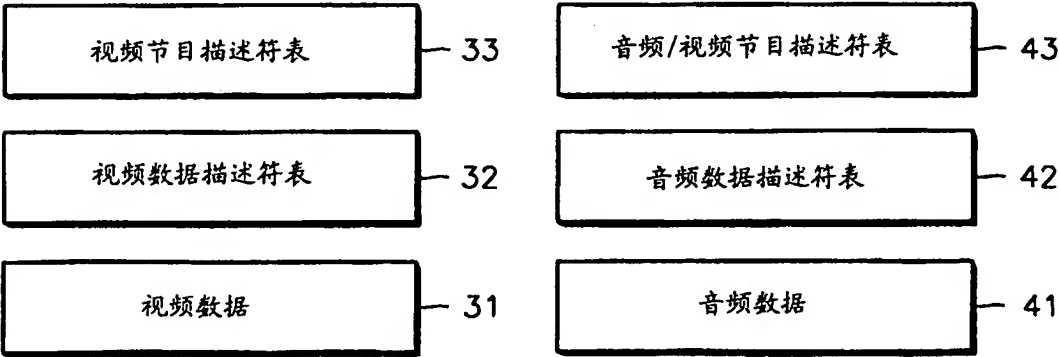 视频节目描述符表 33
音频/视频节目描述符表 43
视频数据描述符表 32
音频数据描述符表 42
视频数据 31
音频数据 41